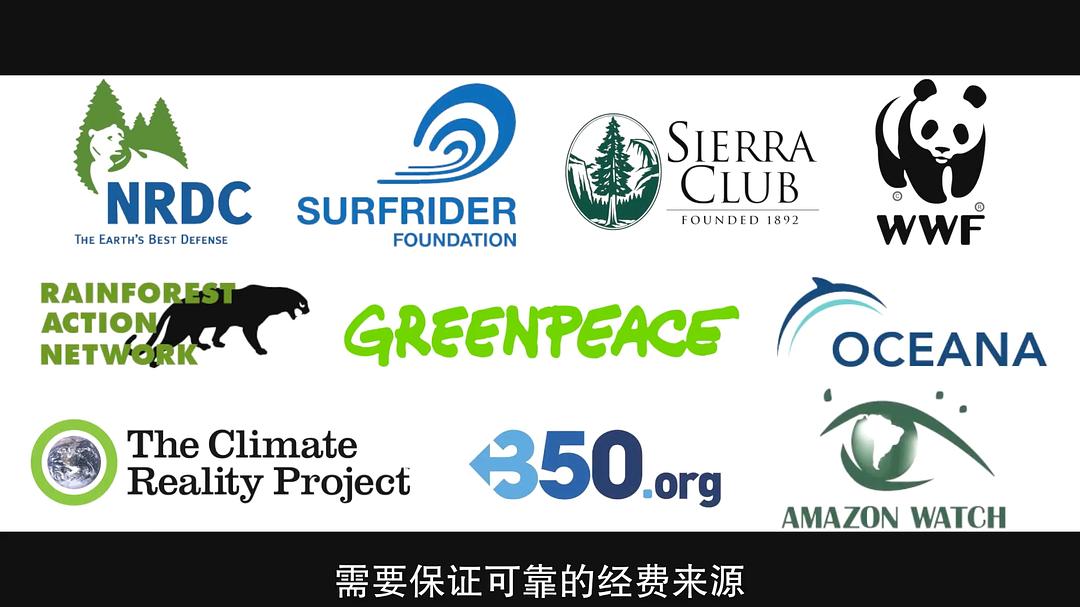 NRDC
THE EARTH'S BEST DEFENSE
SURFRIDER
FOUNDATION
SIERRA
CLUB
FOUNDED 1892
WWF
RAINFOREST
ACTION
NETWORK
GREENPEACE
OCEANA
The Climate
Reality Project
350.org
AMAZON WATCH
需要保证可靠的经费来源